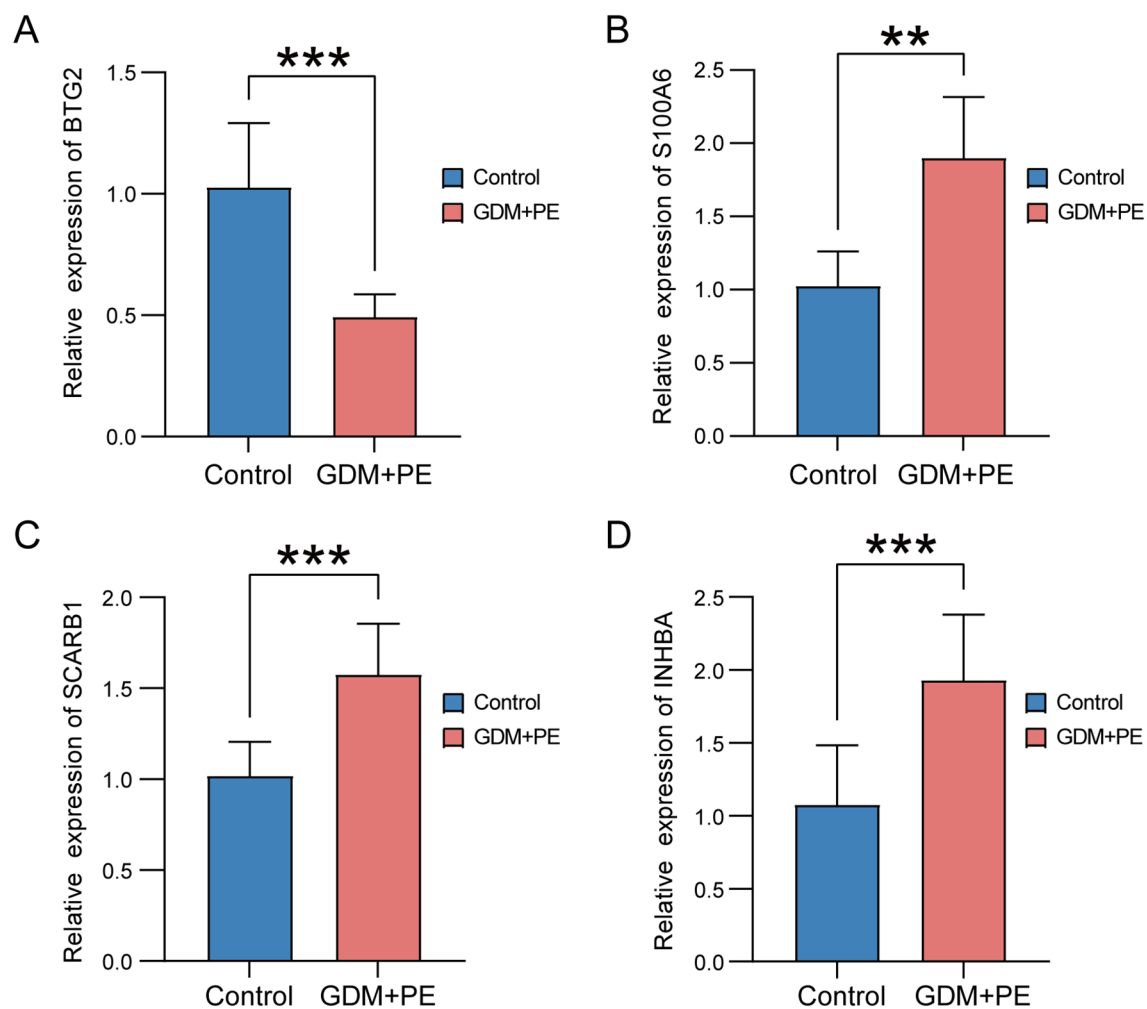 A
Relative expression of BTG2
1.5
1.0
0.5
0.0
***
Control
GDM+PE
Control
GDM+PE
B
Relative expression of S100A6
2.5
2.0
1.5
1.0
0.5
0.0
**
Control
GDM+PE
Control
GDM+PE
C
Relative expression of SCARB1
2.0
1.5
1.0
0.5
0.0
***
Control
GDM+PE
Control
GDM+PE
D
Relative expression of INHBA
2.5
2.0
1.5
1.0
0.5
0.0
***
Control
GDM+PE
Control
GDM+PE